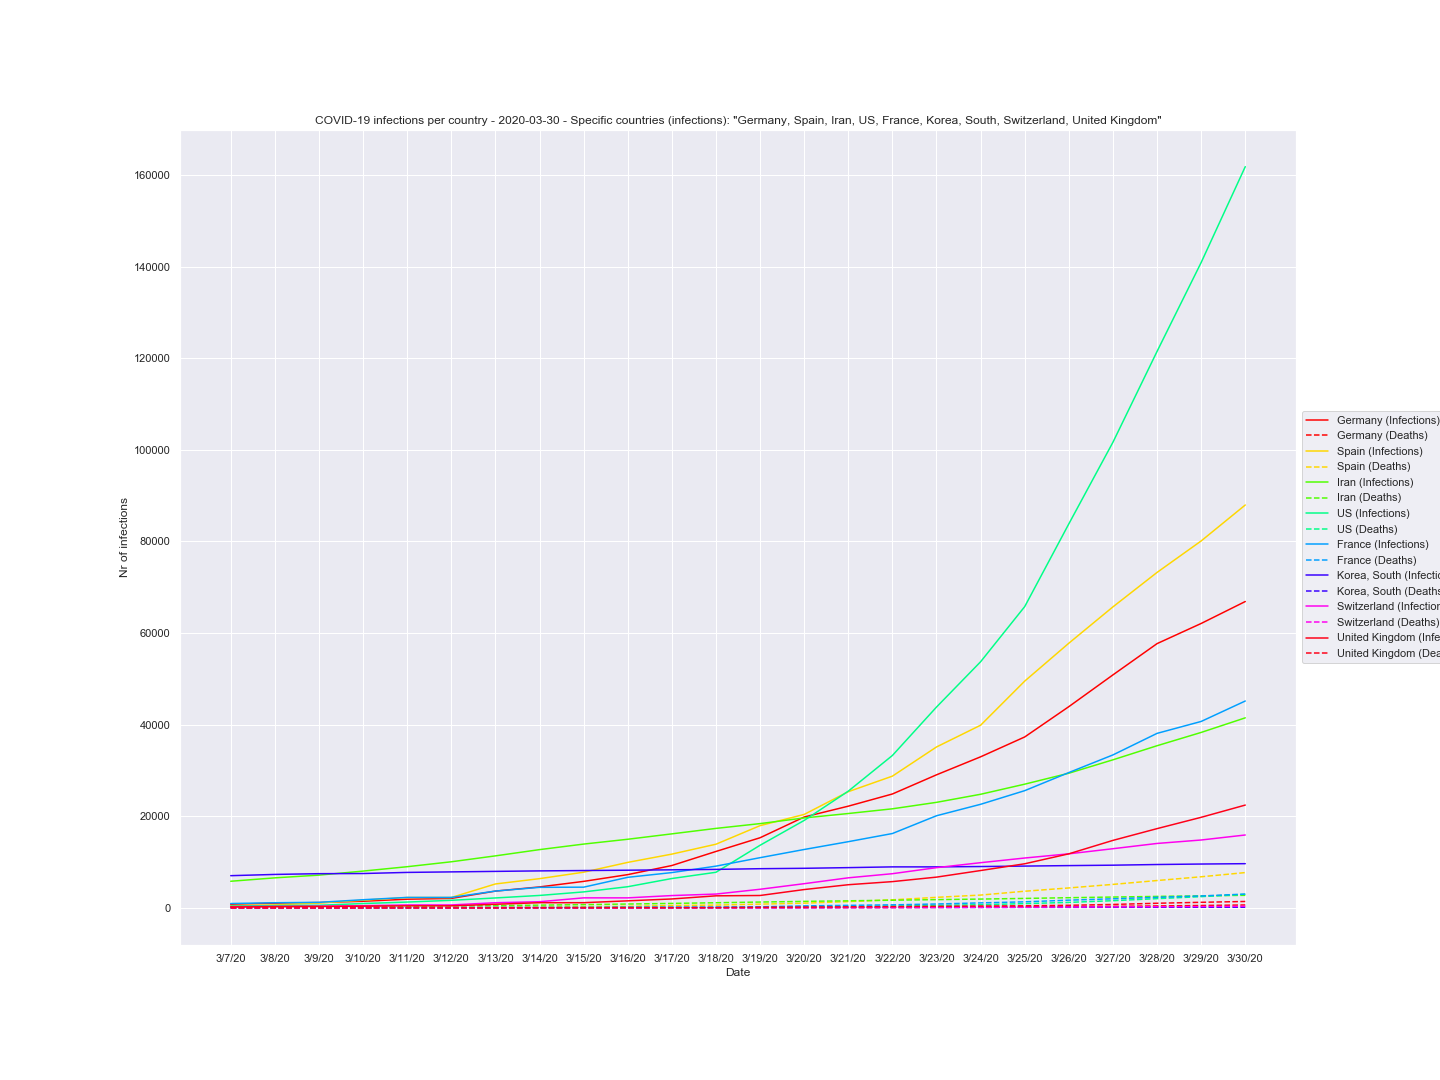 COVID-19 infections per country - 2020-03-30 - Specific countries (infections): "Germany, Spain, Iran, US, France, Korea, South, Switzerland, United Kingdom"
160000
140000
120000
100000
80000
60000
40000
20000
0
Nr of infections
3/7/20 3/8/20 3/9/20 3/10/20 3/11/20 3/12/20 3/13/20 3/14/20 3/15/20 3/16/20 3/17/20 3/18/20 3/19/20 3/20/20 3/21/20 3/22/20 3/23/20 3/24/20 3/25/20 3/26/20 3/27/20 3/28/20 3/29/20 3/30/20
Date
Germany (Infections)
Germany (Deaths)
Spain (Infections)
Spain (Deaths)
Iran (Infections)
Iran (Deaths)
US (Infections)
US (Deaths)
France (Infections)
France (Deaths)
Korea, South (Infectio
Korea, South (Deaths
Switzerland (Infection
Switzerland (Deaths)
United Kingdom (Infe
United Kingdom (Dea